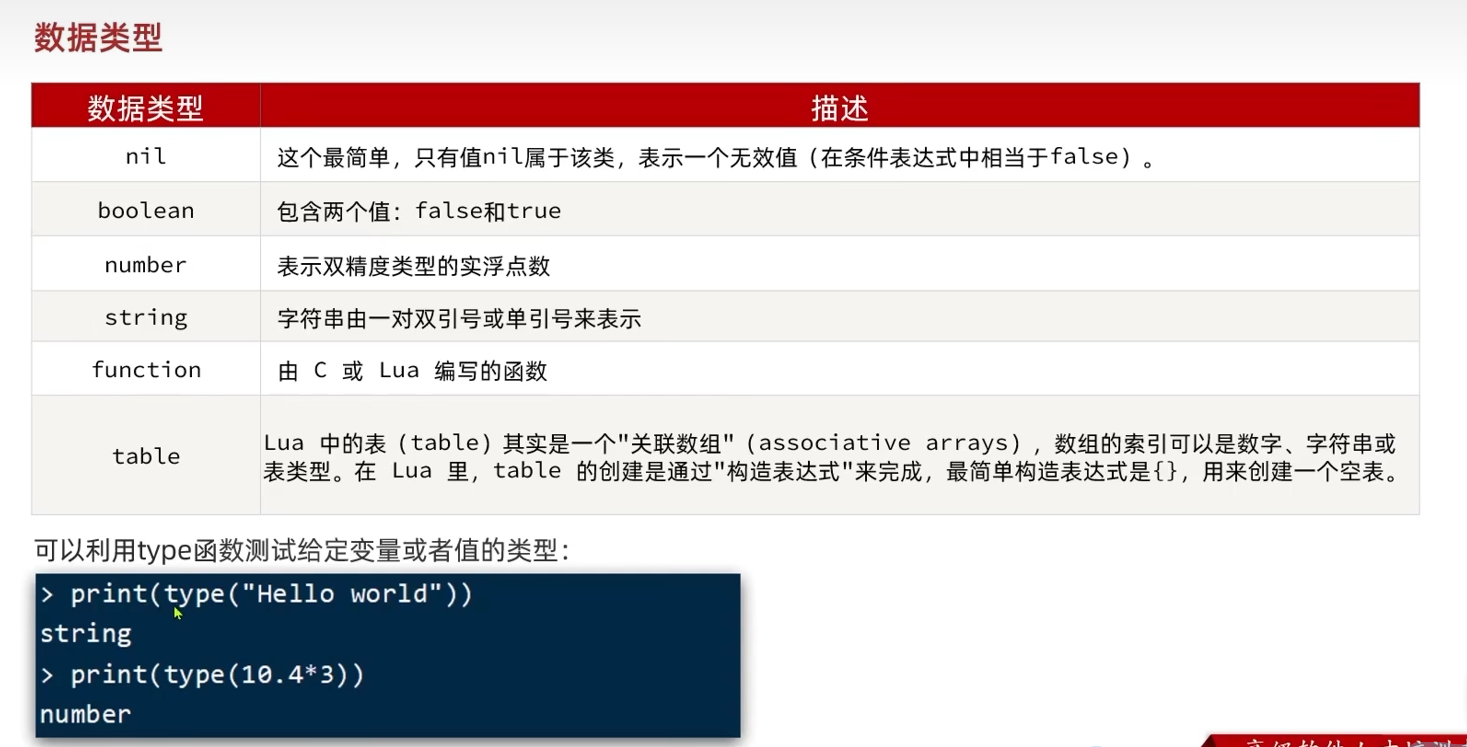 数据类型
数据类型 描述
nil 这个最简单，只有值nil属于该类，表示一个无效值（在条件表达式中相当于false）。
boolean 包含两个值：false和true
number 表示双精度类型的实浮点数
string 字符串由一对双引号或单引号来表示
function 由 C 或 Lua 编写的函数
table Lua 中的表（table）其实是一个"关联数组"（associative arrays），数组的索引可以是数字、字符串或
表类型。在 Lua 里，table 的创建是通过"构造表达式"来完成，最简单构造表达式是{}，用来创建一个空表。
可以利用type函数测试给定变量或者值的类型：
> print(type("Hello world"))
string
> print(type(10.4*3))
number